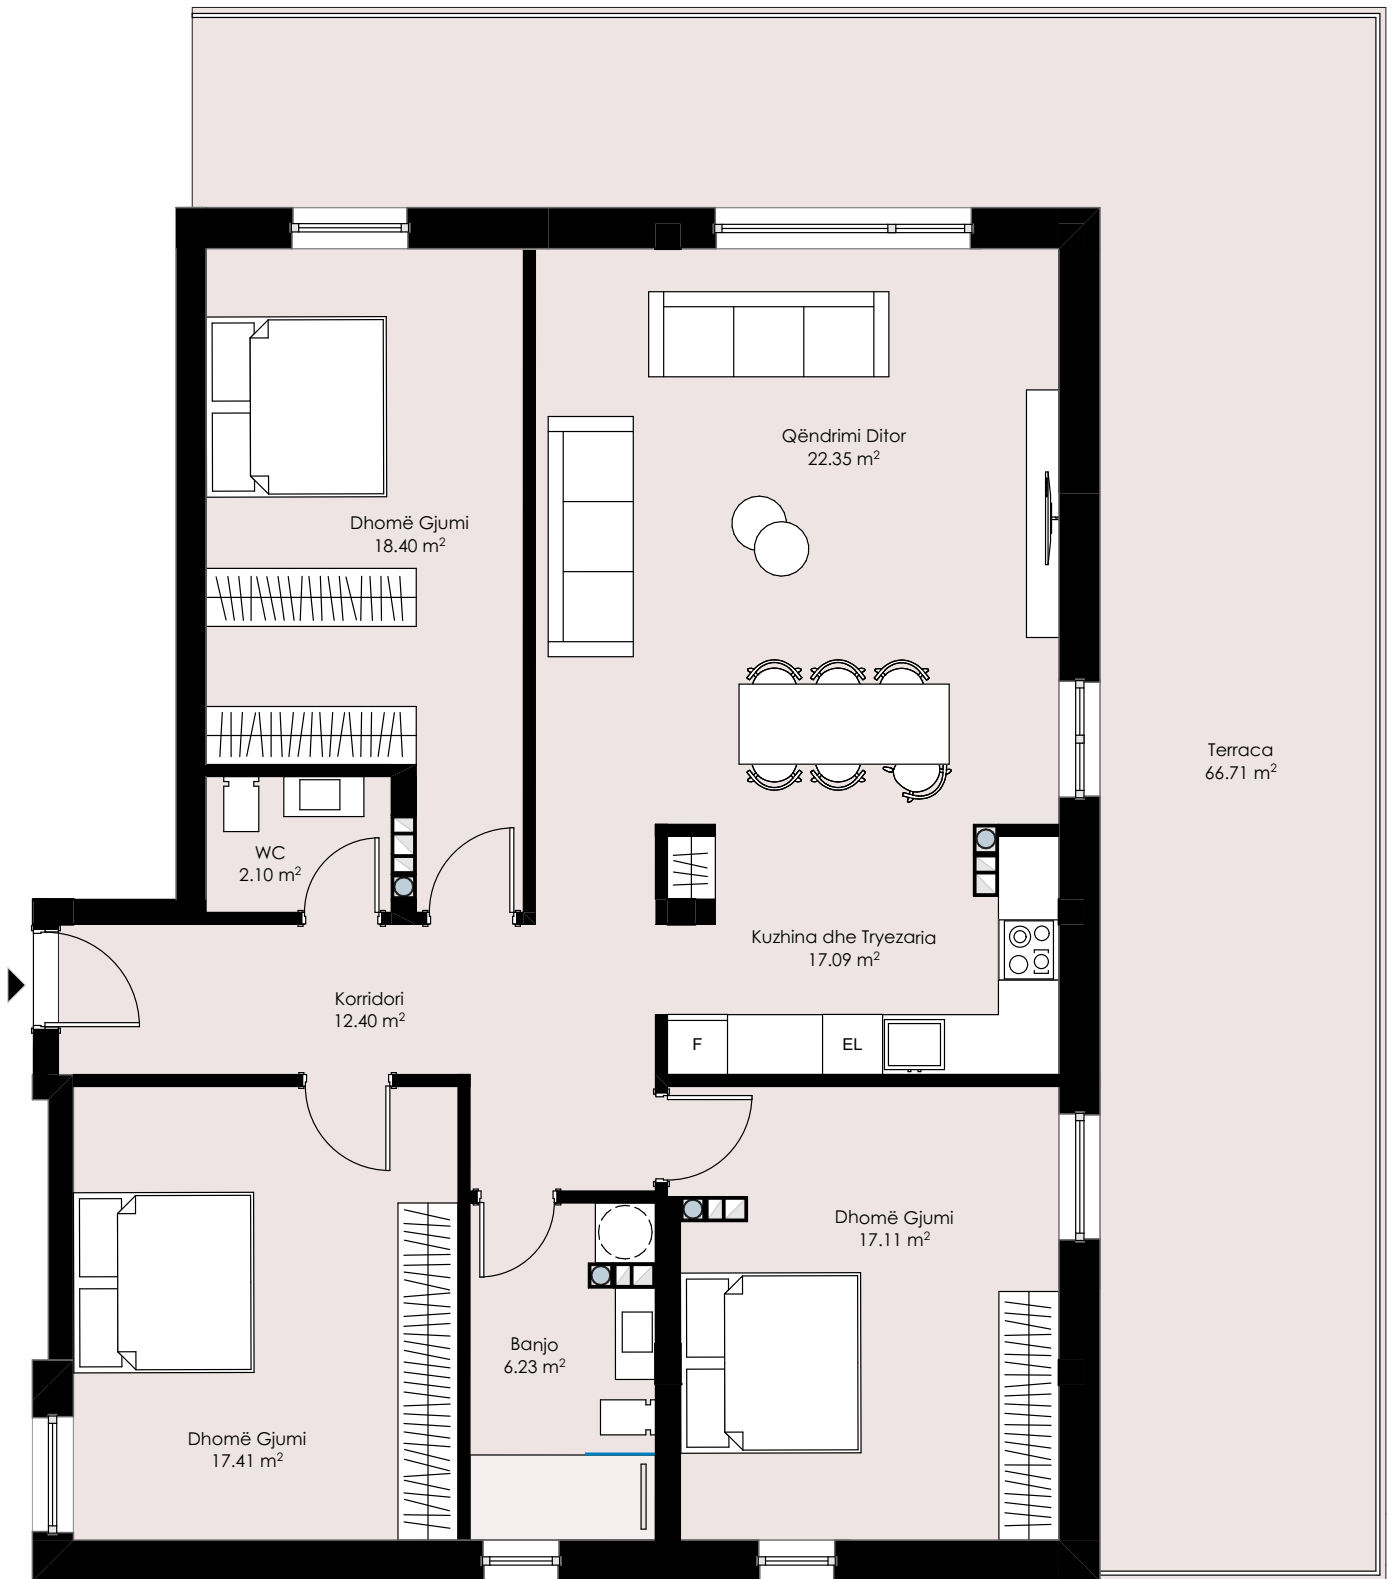 Qëndrimi Ditor
22.35 m²
Dhomë Gjumi
18.40 m²
Terraca
66.71 m²
WC
2.10 m²
Kuzhina dhe Tryezaria
17.09 m²
Korridori
12.40 m²
F
EL
Dhomë Gjumi
17.11 m²
Banjo
6.23 m²
Dhomë Gjumi
17.41 m²